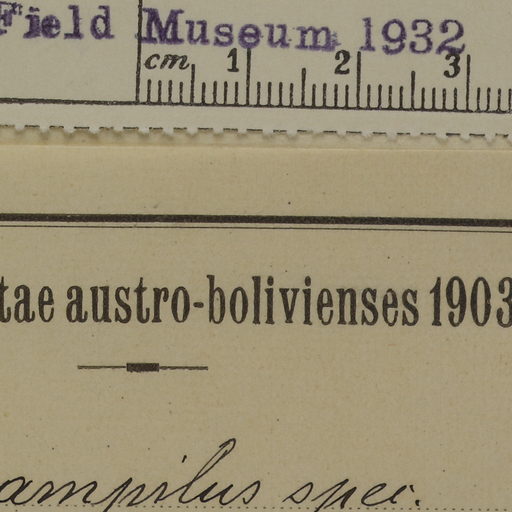 Field Museum 1932
cm 1 2 3
tae austro-bolivienses 1903
ampilus spec.